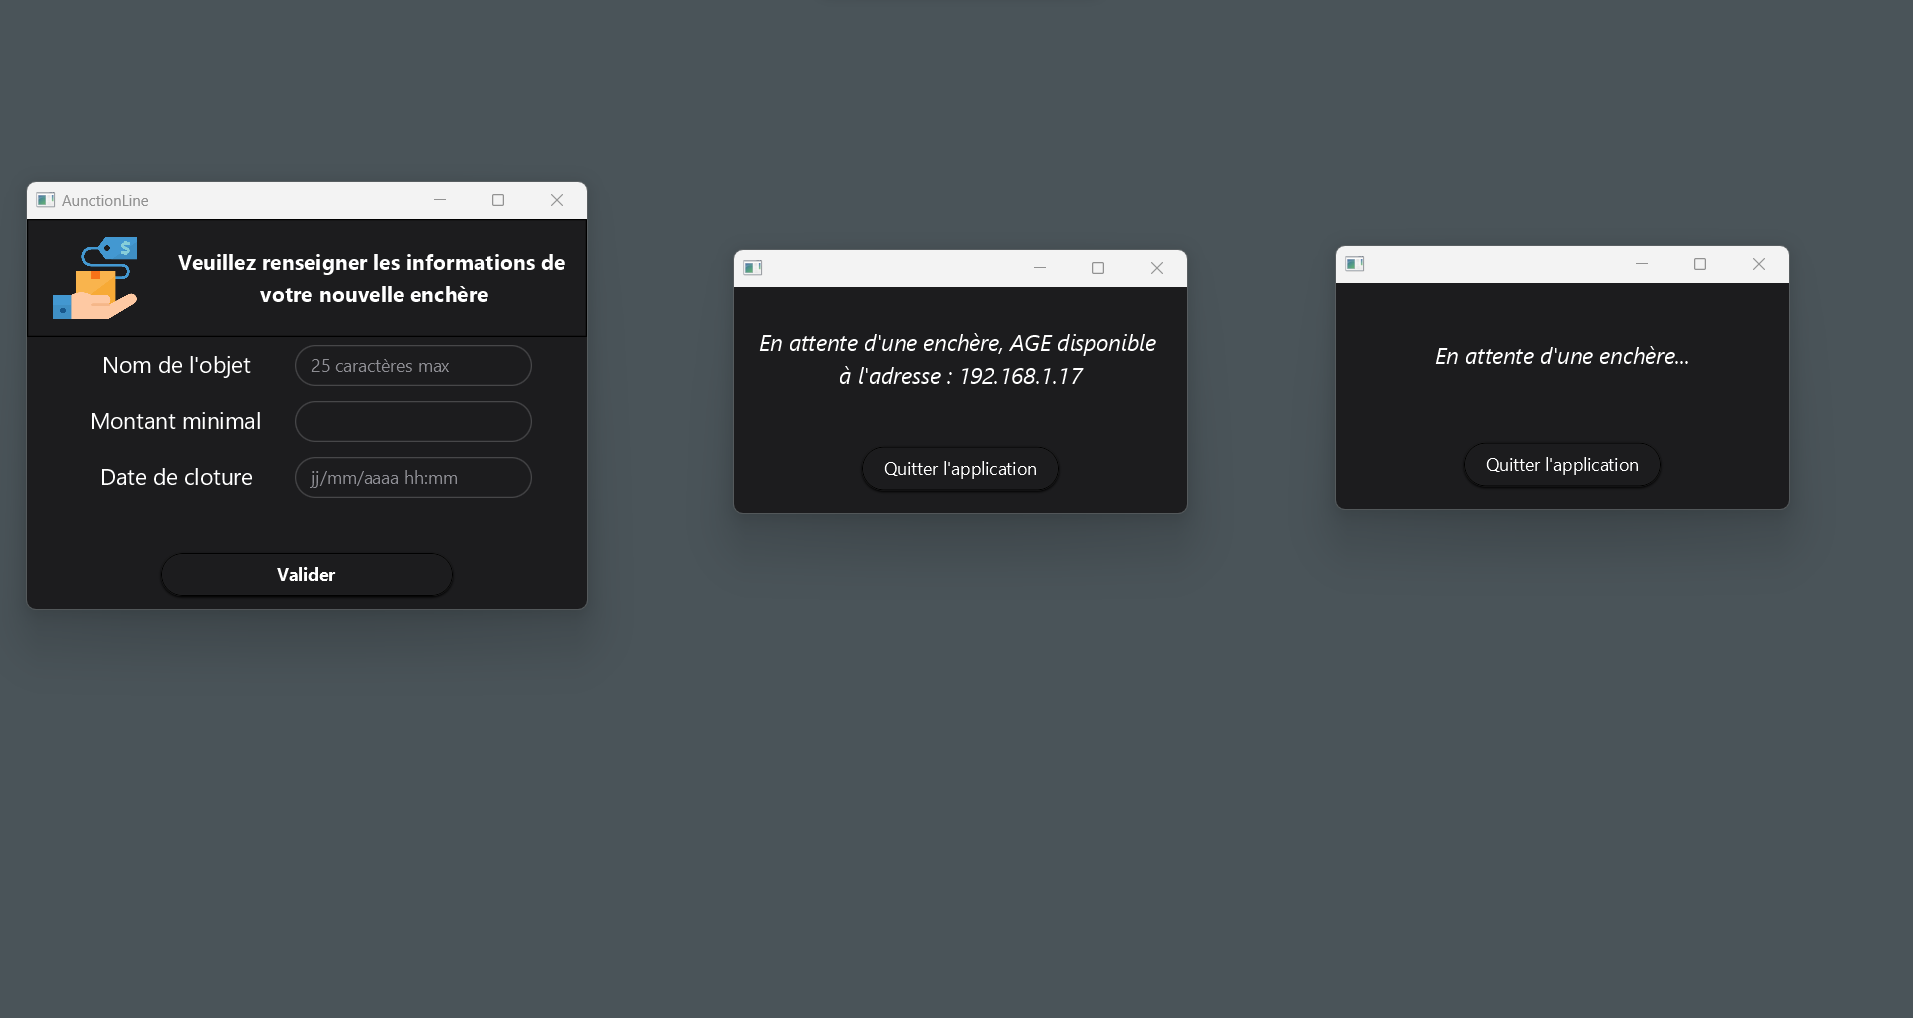 AunctionLine
Veuillez renseigner les informations de
votre nouvelle enchère
Nom de l'objet
25 caractères max
Montant minimal
Date de cloture
jj/mm/aaaa hh:mm
Valider
En attente d'une enchère, AGE disponible
à l'adresse : 192.168.1.17
Quitter l'application
En attente d'une enchère...
Quitter l'application